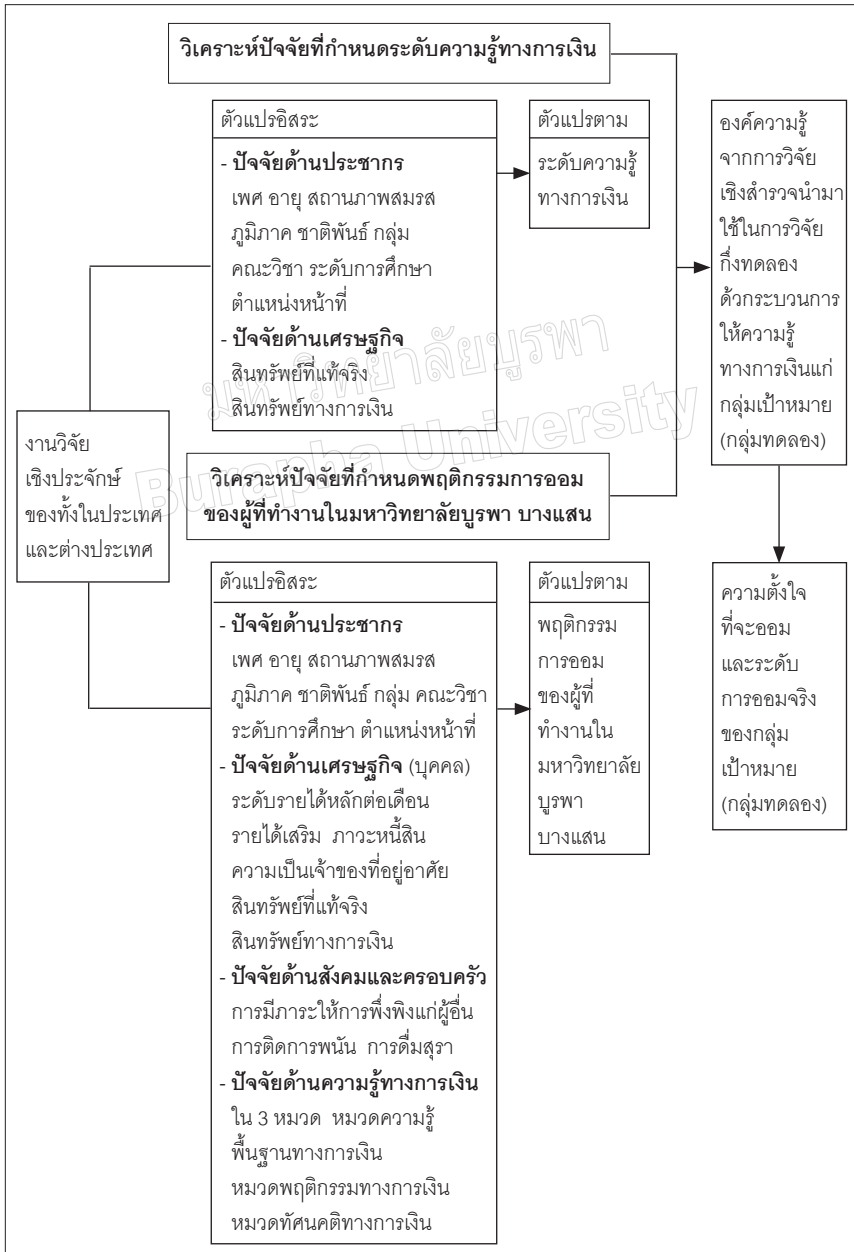 วิเคราะห์ปัจจัยที่กำหนดระดับความรู้ทางการเงิน
ตัวแปรอิสระ
- ปัจจัยด้านประชากร
เพศ อายุ สถานภาพสมรส
ภูมิภาค ชาติพันธ์ กลุ่ม
คณะวิชา ระดับการศึกษา
ตำแหน่งหน้าที่
- ปัจจัยด้านเศรษฐกิจ
สินทรัพย์ที่แท้จริง
สินทรัพย์ทางการเงิน
ตัวแปรตาม
ระดับความรู้
ทางการเงิน
องค์ความรู้
จากการวิจัย
เชิงสำรวจนำมา
ใช้ในการวิจัย
กึ่งทดลอง
ด้วกระบวนการ
ให้ความรู้
ทางการเงินแก่
กลุ่มเป้าหมาย
(กลุ่มทดลอง)
มหาวิทยาลัยบูรพา
Burapha University
งานวิจัย
เชิงประจักษ์
ของทั้งในประเทศ
และต่างประเทศ
วิเคราะห์ปัจจัยที่กำหนดพฤติกรรมการออม
ของผู้ที่ทำงานในมหาวิทยาลัยบูรพา บางแสน
ตัวแปรอิสระ
- ปัจจัยด้านประชากร
เพศ อายุ สถานภาพสมรส
ภูมิภาค ชาติพันธ์ กลุ่ม คณะวิชา
ระดับการศึกษา ตำแหน่งหน้าที่
- ปัจจัยด้านเศรษฐกิจ (บุคคล)
ระดับรายได้หลักต่อเดือน
รายได้เสริม ภาวะหนี้สิน
ความเป็นเจ้าของที่อยู่อาศัย
สินทรัพย์ที่แท้จริง
สินทรัพย์ทางการเงิน
- ปัจจัยด้านสังคมและครอบครัว
การมีภาระให้การพึ่งพิงแก่ผู้อื่น
การติดการพนัน การดื่มสุรา
- ปัจจัยด้านความรู้ทางการเงิน
ใน 3 หมวด หมวดความรู้
พื้นฐานทางการเงิน
หมวดพฤติกรรมทางการเงิน
หมวดทัศนคติทางการเงิน
ตัวแปรตาม
พฤติกรรม
การออม
ของผู้ที่
ทำงานใน
มหาวิทยาลัย
บูรพา
บางแสน
ความตั้งใจ
ที่จะออม
และระดับ
การออมจริง
ของกลุ่ม
เป้าหมาย
(กลุ่มทดลอง)